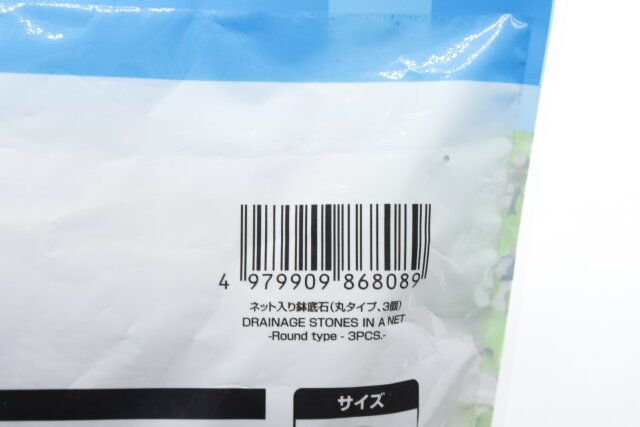 4 979909 868089
ネット入り鉢底石(丸タイプ、3個)
DRAINAGE STONES IN A NET
-Round type - 3PCS.-
サイズ